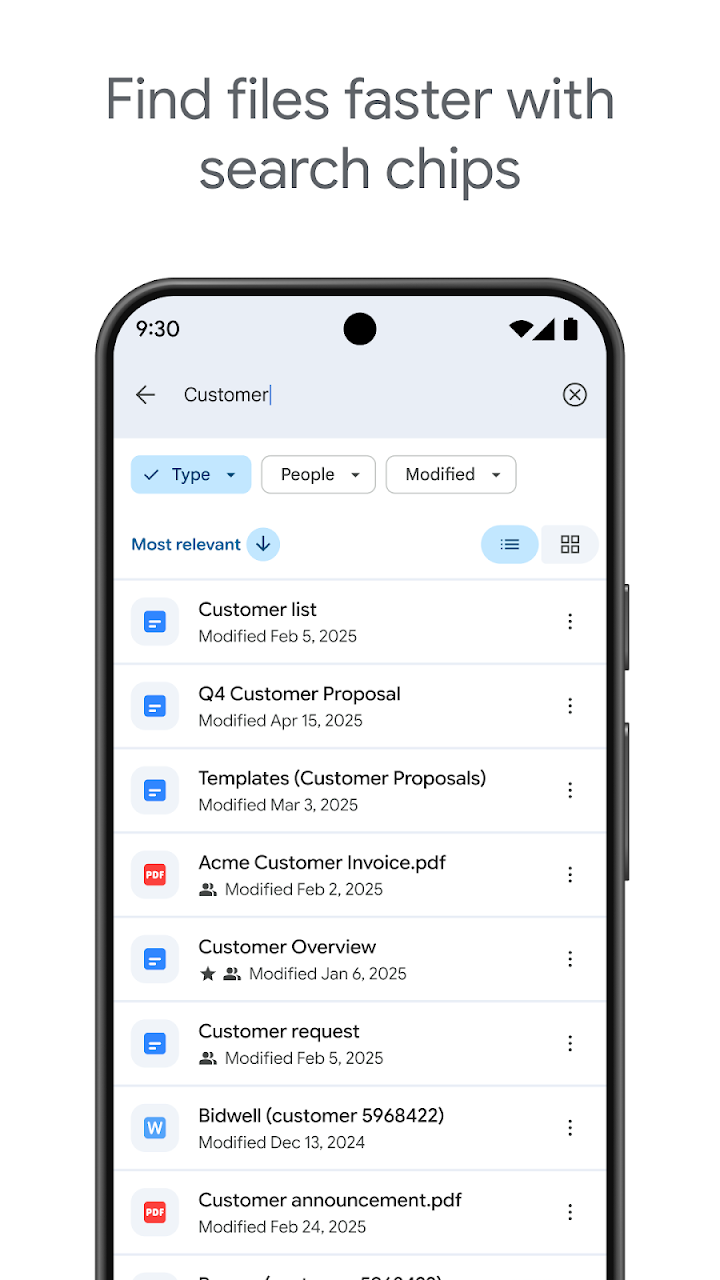 Find files faster with
search chips
9:30
Customer
Type
People
Modified
Most relevant
Customer list
Modified Feb 5, 2025
Q4 Customer Proposal
Modified Apr 15, 2025
Templates (Customer Proposals)
Modified Mar 3, 2025
PDF
Acme Customer Invoice.pdf
Modified Feb 2, 2025
Customer Overview
Modified Jan 6, 2025
Customer request
Modified Feb 5, 2025
W
Bidwell (customer 5968422)
Modified Dec 13, 2024
PDF
Customer announcement.pdf
Modified Feb 24, 2025